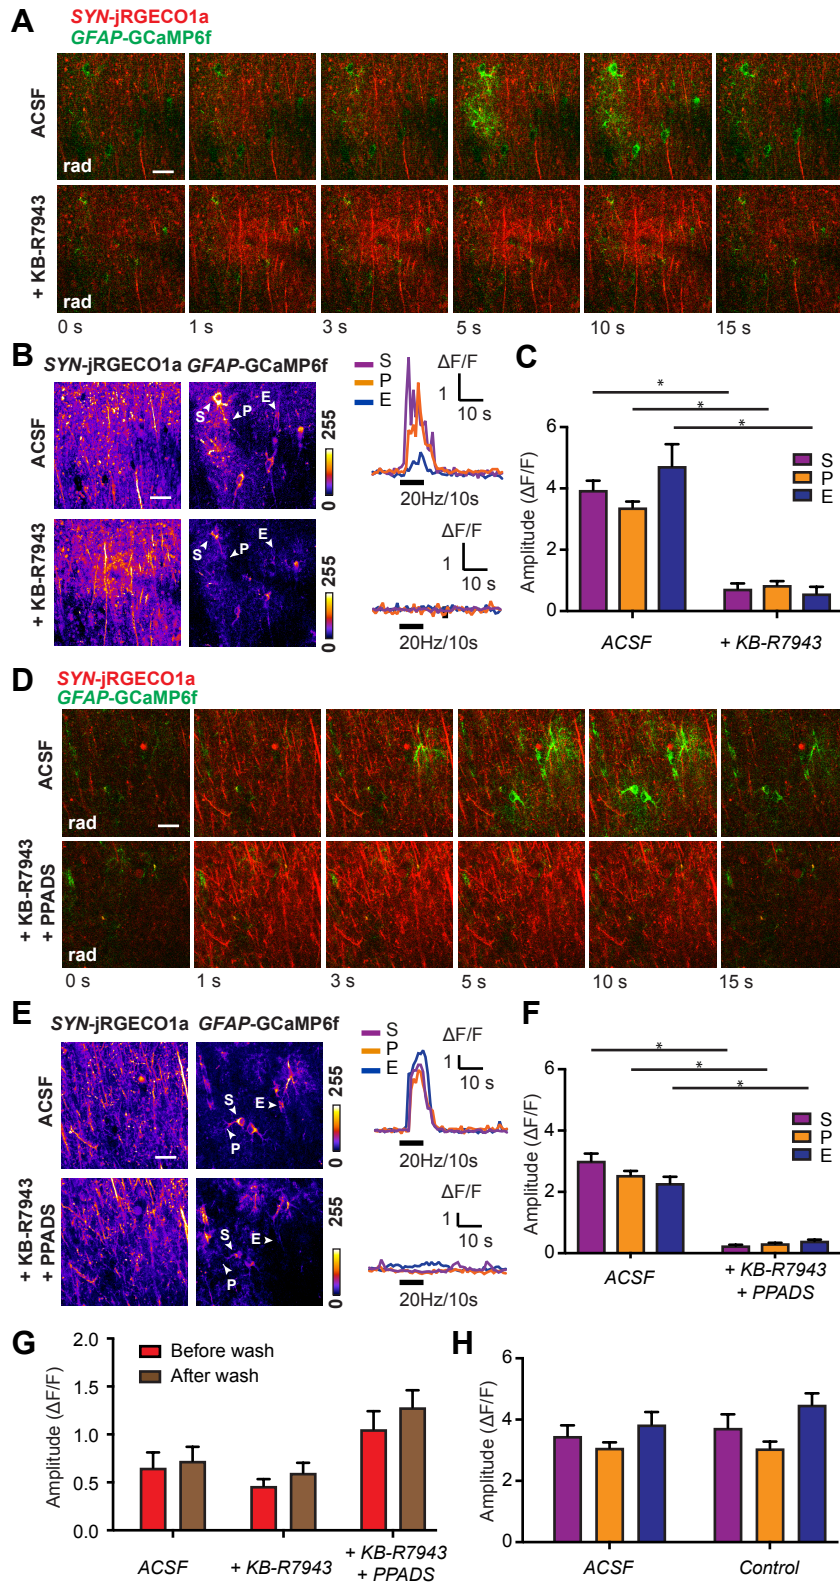 A
SYN-jRGECO1a
GFAP-GCaMP6f
ACSF
rad
+ KB-R7943
rad
0 s
1 s
3 s
5 s
10 s
15 s
B
SYN-jRGECO1a GFAP-GCaMP6f
ACSF
S
P
E
255
0
S
P
E
ΔF/F
1
10 s
20Hz/10s
+ KB-R7943
S
P
E
255
0
ΔF/F
1
10 s
20Hz/10s
C
* * *
Amplitude (ΔF/F)
6
4
2
0
S
P
E
ACSF
+ KB-R7943
D
SYN-jRGECO1a
GFAP-GCaMP6f
ACSF
rad
+ KB-R7943
+ PPADS
rad
0 s
1 s
3 s
5 s
10 s
15 s
E
SYN-jRGECO1a GFAP-GCaMP6f
ACSF
S
P
E
255
0
S
P
E
ΔF/F
1
10 s
20Hz/10s
+ KB-R7943
+ PPADS
S
P
E
255
0
ΔF/F
1
10 s
20Hz/10s
F
* * *
Amplitude (ΔF/F)
6
4
2
0
S
P
E
ACSF
+ KB-R7943
+ PPADS
G
Amplitude (ΔF/F)
2.0
1.5
1.0
0.5
0.0
Before wash
After wash
ACSF
+ KB-R7943
+ KB-R7943
+ PPADS
H
Amplitude (ΔF/F)
6
4
2
0
ACSF
Control